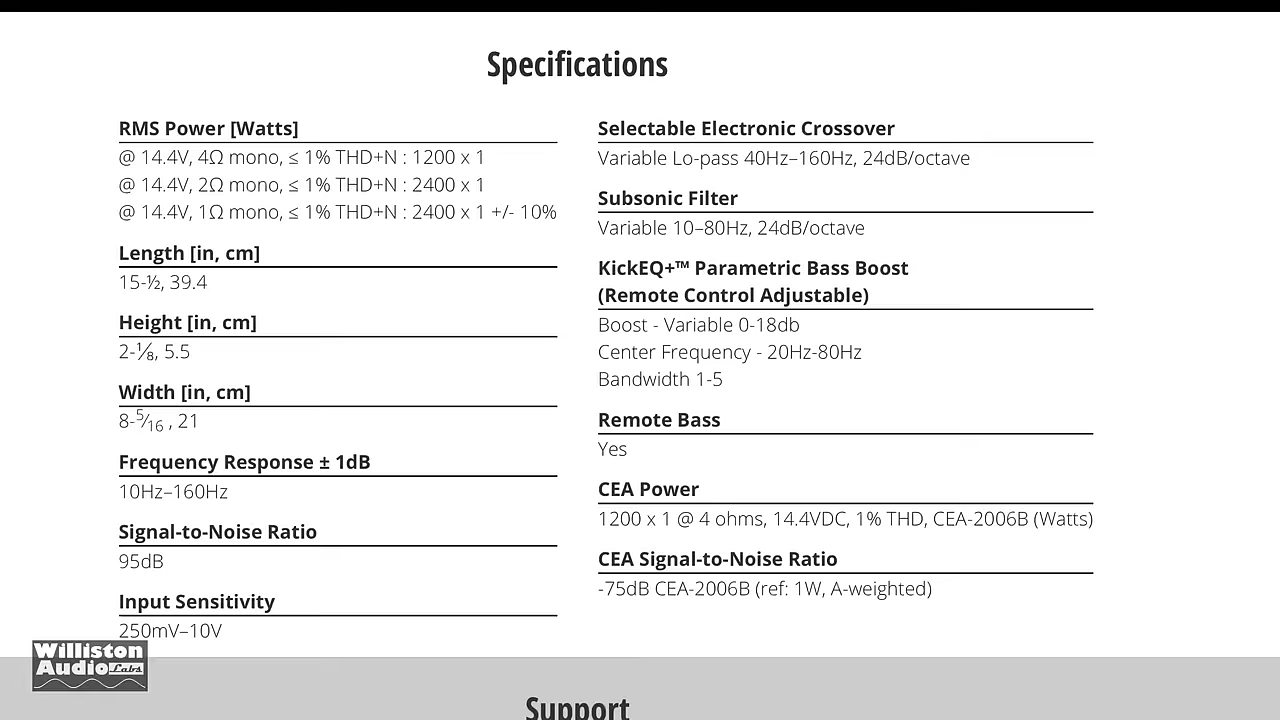 Specifications
RMS Power [Watts]
@ 14.4V, 4Ω mono, ≤ 1% THD+N : 1200 x 1
@ 14.4V, 2Ω mono, ≤ 1% THD+N : 2400 x 1
@ 14.4V, 1Ω mono, ≤ 1% THD+N : 2400 x 1 +/- 10%
Length [in, cm]
15-½, 39.4
Height [in, cm]
2-⅛, 5.5
Width [in, cm]
8-5⁄16 , 21
Frequency Response ± 1dB
10Hz–160Hz
Signal-to-Noise Ratio
95dB
Input Sensitivity
250mV–10V
Selectable Electronic Crossover
Variable Lo-pass 40Hz–160Hz, 24dB/octave
Subsonic Filter
Variable 10–80Hz, 24dB/octave
KickEQ+™ Parametric Bass Boost
(Remote Control Adjustable)
Boost - Variable 0-18db
Center Frequency - 20Hz-80Hz
Bandwidth 1-5
Remote Bass
Yes
CEA Power
1200 x 1 @ 4 ohms, 14.4VDC, 1% THD, CEA-2006B (Watts)
CEA Signal-to-Noise Ratio
-75dB CEA-2006B (ref: 1W, A-weighted)
Williston
Audio Labs
Support